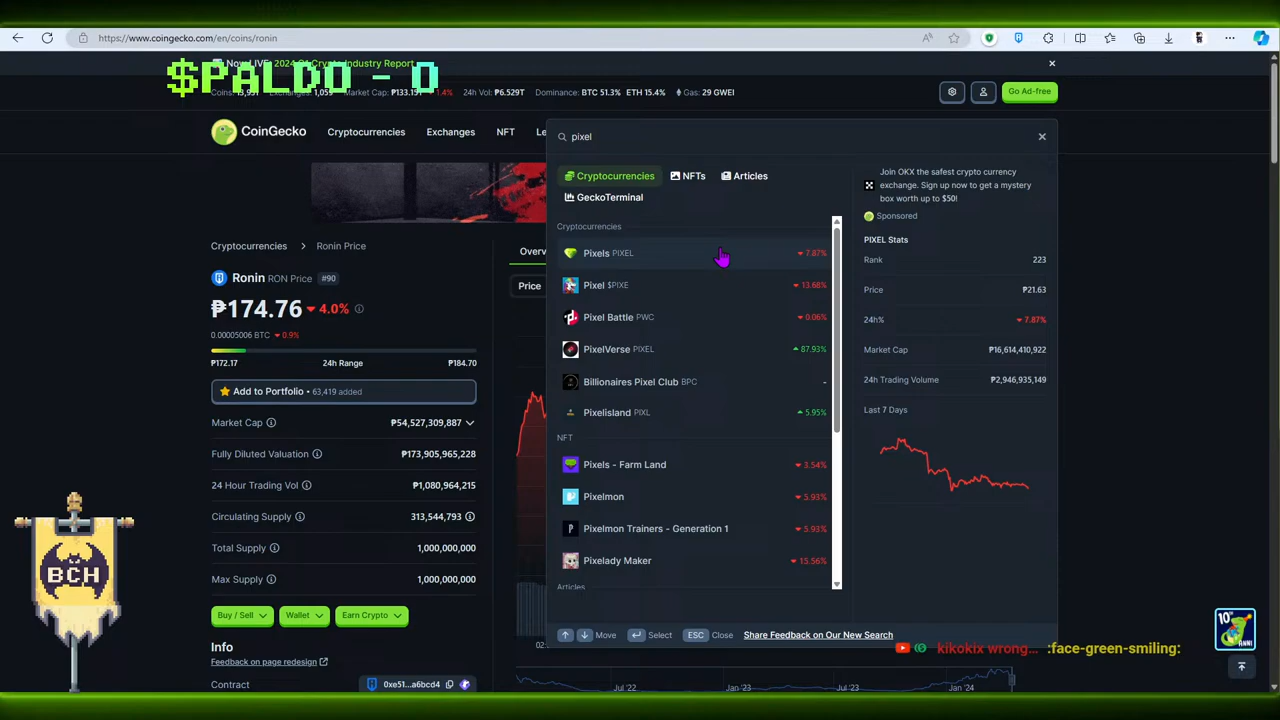 https://www.coingecko.com/en/coins/ronin
Now LIVE: 2024 Q1 Crypto Industry Report
$PALDO - 0
Market Cap: 1.4%
24h Vol: ₱6.529T
Dominance: BTC 51.3% ETH 15.4%
Gas: 29 GWEI
Go Ad-free
CoinGecko
Cryptocurrencies
Exchanges
NFT
pixel
Cryptocurrencies
NFTs
Articles
GeckoTerminal
Cryptocurrencies
Pixels PIXEL 7.87%
Pixel $PIXE 13.68%
Pixel Battle PWC 0.06%
PixelVerse PIXEL 87.93%
Billionaires Pixel Club BPC -
Pixelisland PIXL 5.95%
NFT
Pixels - Farm Land 3.54%
Pixelmon 5.93%
Pixelmon Trainers - Generation 1 5.93%
Pixelady Maker 15.56%
Articles
Move
Select
ESC Close
Share Feedback on Our New Search
Join OKX the safest crypto currency
exchange. Sign up now to get a mystery
box worth up to $50!
Sponsored
PIXEL Stats
Rank 223
Price ₱21.63
24h% 7.87%
Market Cap ₱16,614,410,922
24h Trading Volume ₱2,946,935,149
Last 7 Days
Cryptocurrencies > Ronin Price
Ronin RON Price #90
₱174.76 4.0%
0.00005006 BTC 0.9%
₱172.17 24h Range ₱184.70
Add to Portfolio • 63,419 added
Market Cap ₱54,527,309,887
Fully Diluted Valuation ₱173,905,965,228
24 Hour Trading Vol ₱1,080,964,215
Circulating Supply 313,544,793
Total Supply 1,000,000,000
Max Supply 1,000,000,000
Buy / Sell
Wallet
Earn Crypto
Info
Feedback on page redesign
Contract 0xe51...a6bcd4
Price
BCH
10TH
ANNI
kikokix wrong... :face-green-smiling:
Jul '22
Jan '23
Jul '23
Jan '24